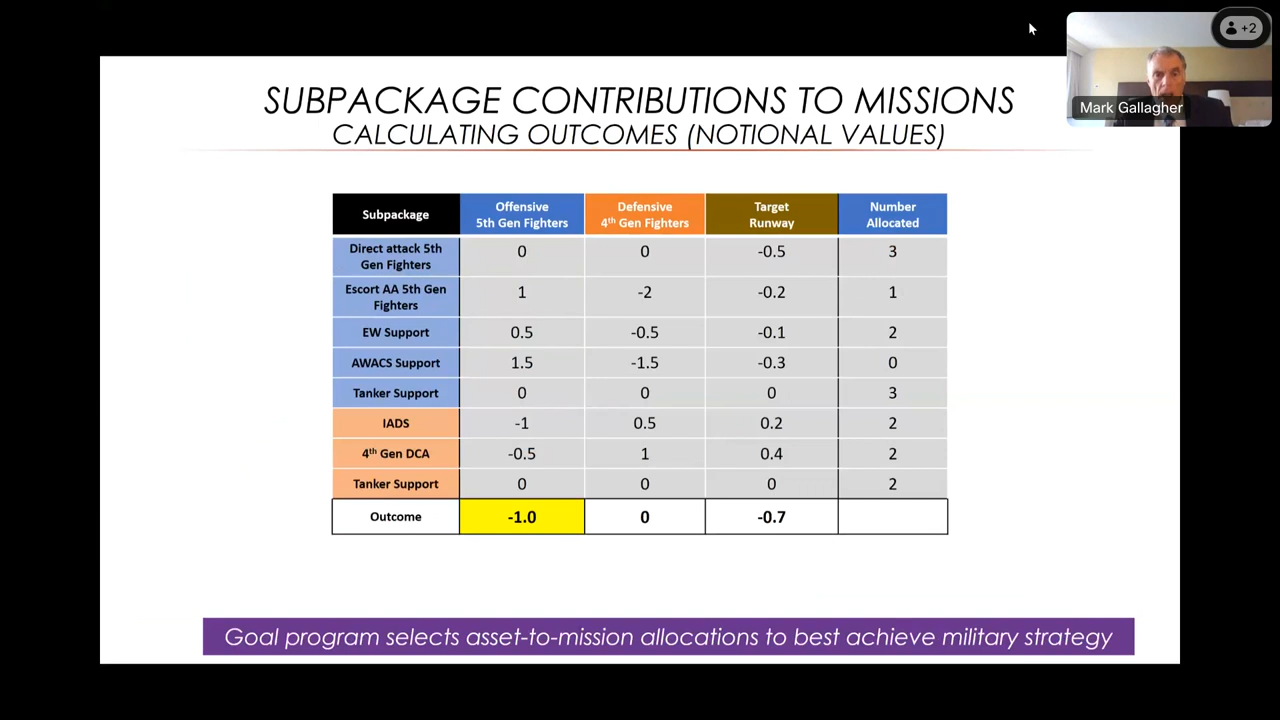 +2
Mark Gallagher
SUBPACKAGE CONTRIBUTIONS TO MISSIONS
CALCULATING OUTCOMES (NOTIONAL VALUES)
Subpackage Offensive 5th Gen Fighters Defensive 4th Gen Fighters Target Runway Number Allocated
Direct attack 5th Gen Fighters 0 0 -0.5 3
Escort AA 5th Gen Fighters 1 -2 -0.2 1
EW Support 0.5 -0.5 -0.1 2
AWACS Support 1.5 -1.5 -0.3 0
Tanker Support 0 0 0 3
IADS -1 0.5 0.2 2
4th Gen DCA -0.5 1 0.4 2
Tanker Support 0 0 0 2
Outcome -1.0 0 -0.7
Goal program selects asset-to-mission allocations to best achieve military strategy